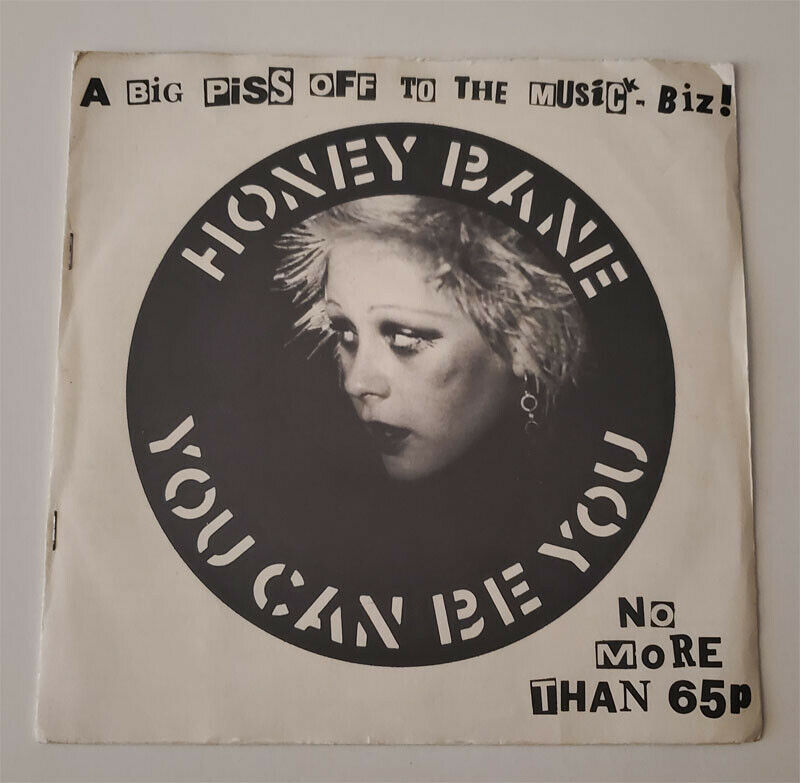 A BiG PiSS OFF TO THE MUSiCK- Biz!
HONEY BANE
YOU CAN BE YOU
No
MoRE
THAN 65p